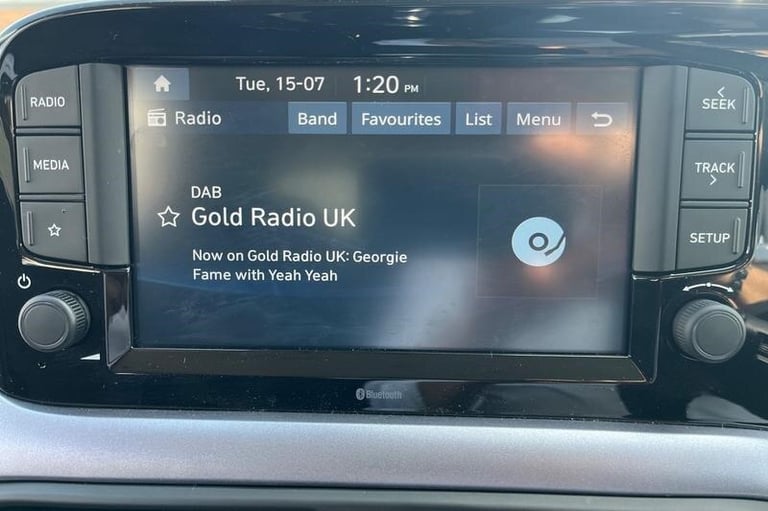 RADIO
MEDIA
Tue, 15-07 1:20 PM
Radio Band Favourites List Menu
DAB
Gold Radio UK
Now on Gold Radio UK: Georgie
Fame with Yeah Yeah
SEEK
TRACK
SETUP
Bluetooth